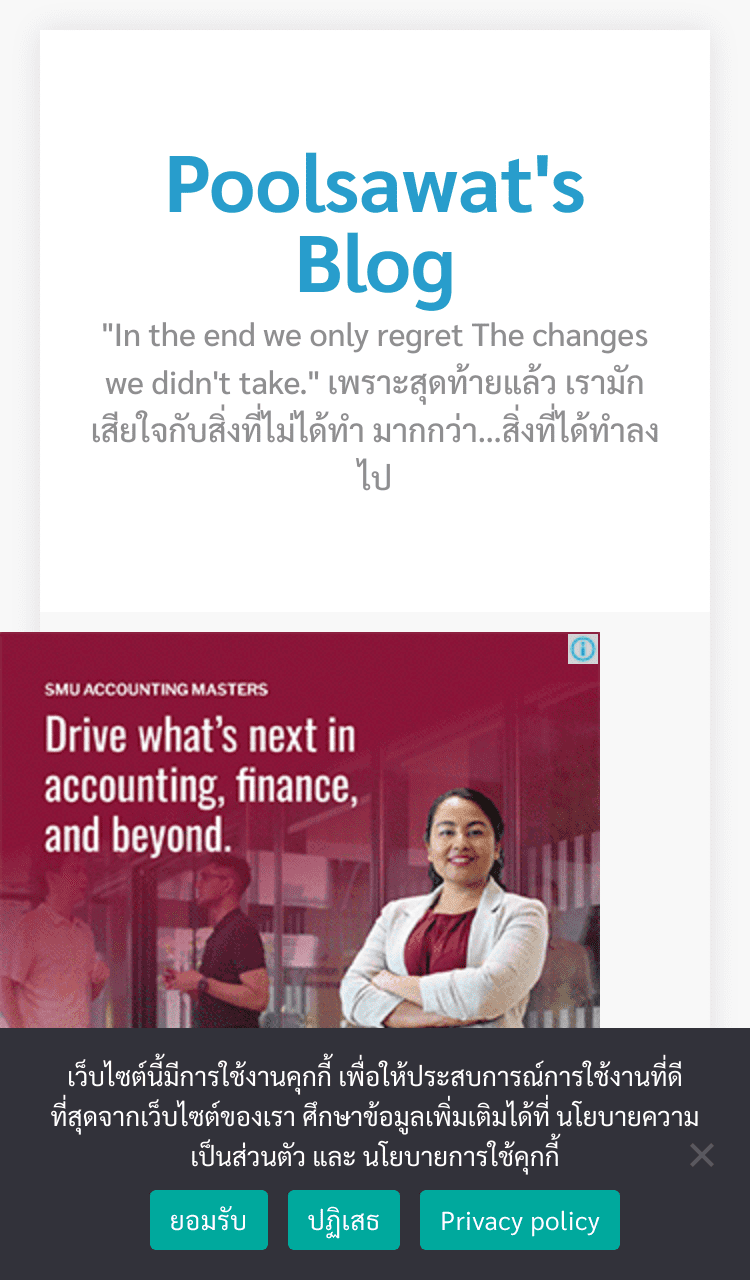 Poolsawat's
Blog
"In the end we only regret The changes
we didn't take." เพราะสุดท้ายแล้ว เรามัก
เสียใจกับสิ่งที่ไม่ได้ทำ มากกว่า...สิ่งที่ได้ทำลง
ไป
SMU ACCOUNTING MASTERS
Drive what's next in
accounting, finance,
and beyond.
เว็บไซต์นี้มีการใช้งานคุกกี้ เพื่อให้ประสบการณ์การใช้งานที่ดี
ที่สุดจากเว็บไซต์ของเรา ศึกษาข้อมูลเพิ่มเติมได้ที่ นโยบายความ
เป็นส่วนตัว และ นโยบายการใช้คุกกี้
ยอมรับ ปฏิเสธ Privacy policy